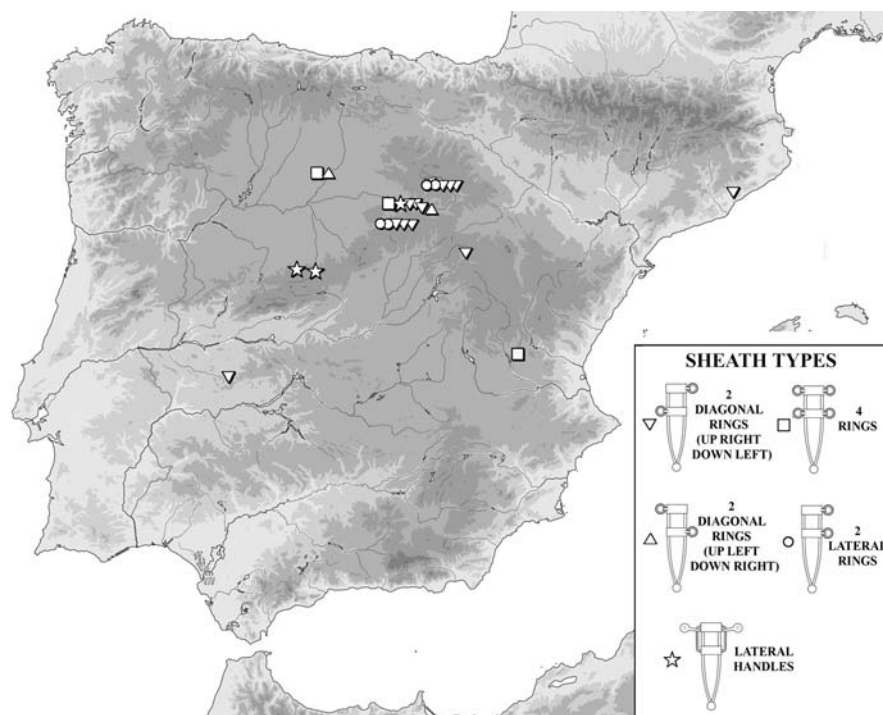 SHEATH TYPES
2
DIAGONAL
RINGS
(UP RIGHT
DOWN LEFT)
4
RINGS
2
DIAGONAL
RINGS
(UP LEFT
DOWN RIGHT)
2
LATERAL
RINGS
LATERAL
HANDLES